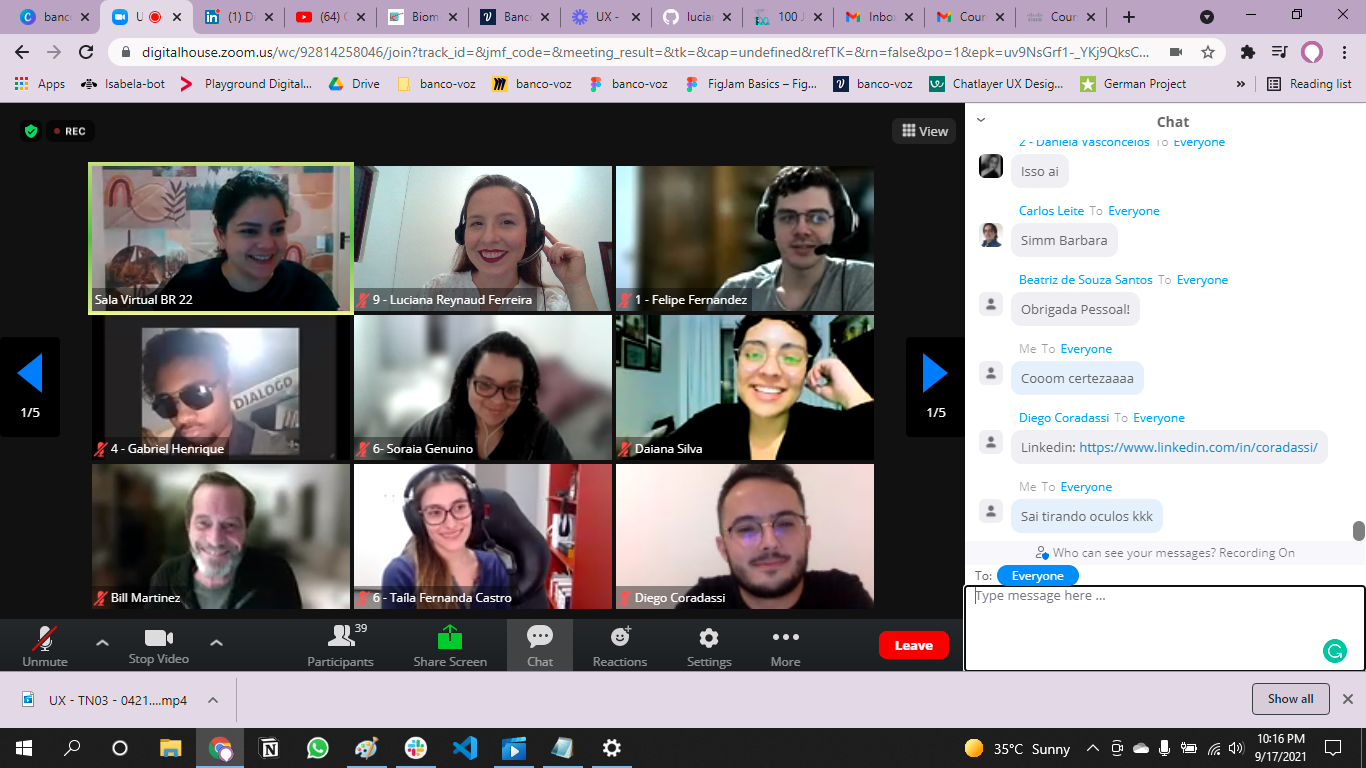 banco
U
(1) D
(64) C
Biom
Banco
UX -
lucian
100 J
Inbo
Cour
Cour
digitalhouse.zoom.us/wc/92814258046/join?track_id=&jmf_code=&meeting_result=&tk=&cap=undefined&refTK=&rn=false&po=1&epk=uv9NsGrf1-_YKj9QksC...
Apps
Isabela-bot
Playground Digital...
Drive
banco-voz
banco-voz
banco-voz
FigJam Basics – Fig...
banco-voz
Chatlayer UX Desig...
German Project
»
Reading list
REC
View
Sala Virtual BR 22
9 - Luciana Reynaud Ferreira
1 - Felipe Fernandez
DIALOGO
4 - Gabriel Henrique
6- Soraia Genuino
Daiana Silva
1/5
1/5
Bill Martinez
6 - Taíla Fernanda Castro
Diego Coradassi
Unmute
Stop Video
39
Participants
Share Screen
Chat
Reactions
Settings
More
Leave
Chat
2 - Daniela Vasconcelos To Everyone
Isso ai
Carlos Leite To Everyone
Simm Barbara
Beatriz de Souza Santos To Everyone
Obrigada Pessoal!
Me To Everyone
Cooom certezaaaa
Diego Coradassi To Everyone
Linkedin: https://www.linkedin.com/in/coradassi/
Me To Everyone
Sai tirando oculos kkk
Who can see your messages? Recording On
To: Everyone
Type message here ...
UX - TN03 - 0421....mp4
Show all
35°C Sunny
10:16 PM
9/17/2021